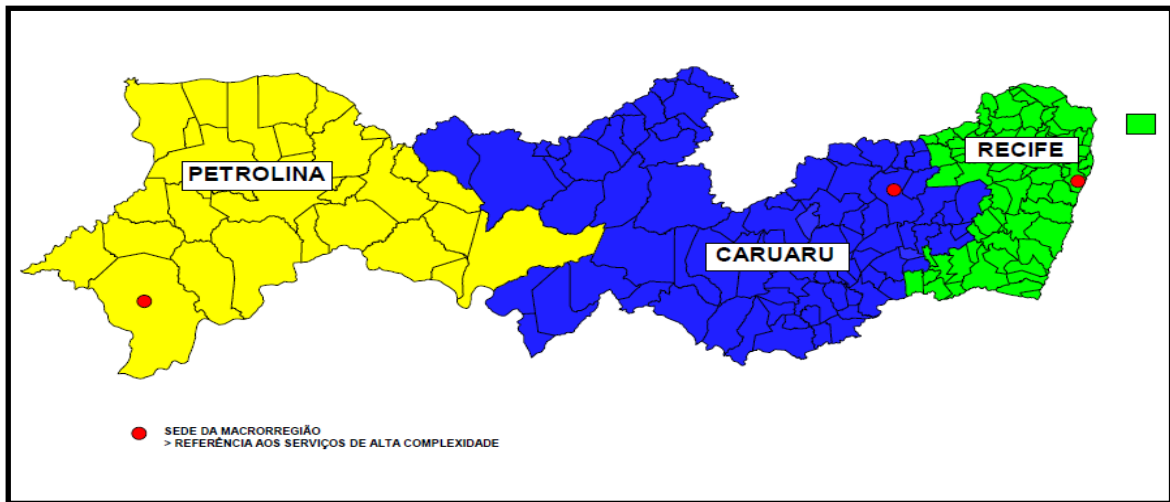 PETROLINA
RECIFE
CARUARU
SEDE DA MACRORREGIÃO
> REFERÊNCIA AOS SERVIÇOS DE ALTA COMPLEXIDADE